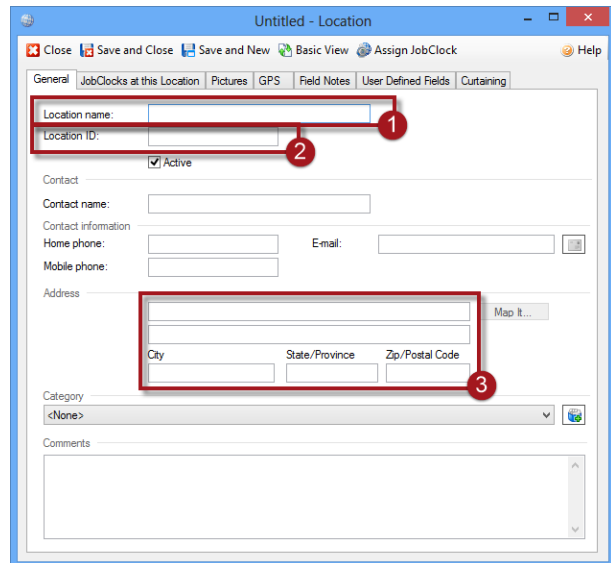 Untitled - Location
Close Save and Close Save and New Basic View Assign JobClock Help
General JobClocks at this Location Pictures GPS Field Notes User Defined Fields Curtaining
Location name:
1
Location ID:
2
Active
Contact
Contact name:
Contact information
Home phone: E-mail:
Mobile phone:
Address
Map It...
City State/Province Zip/Postal Code
3
Category
<None>
Comments